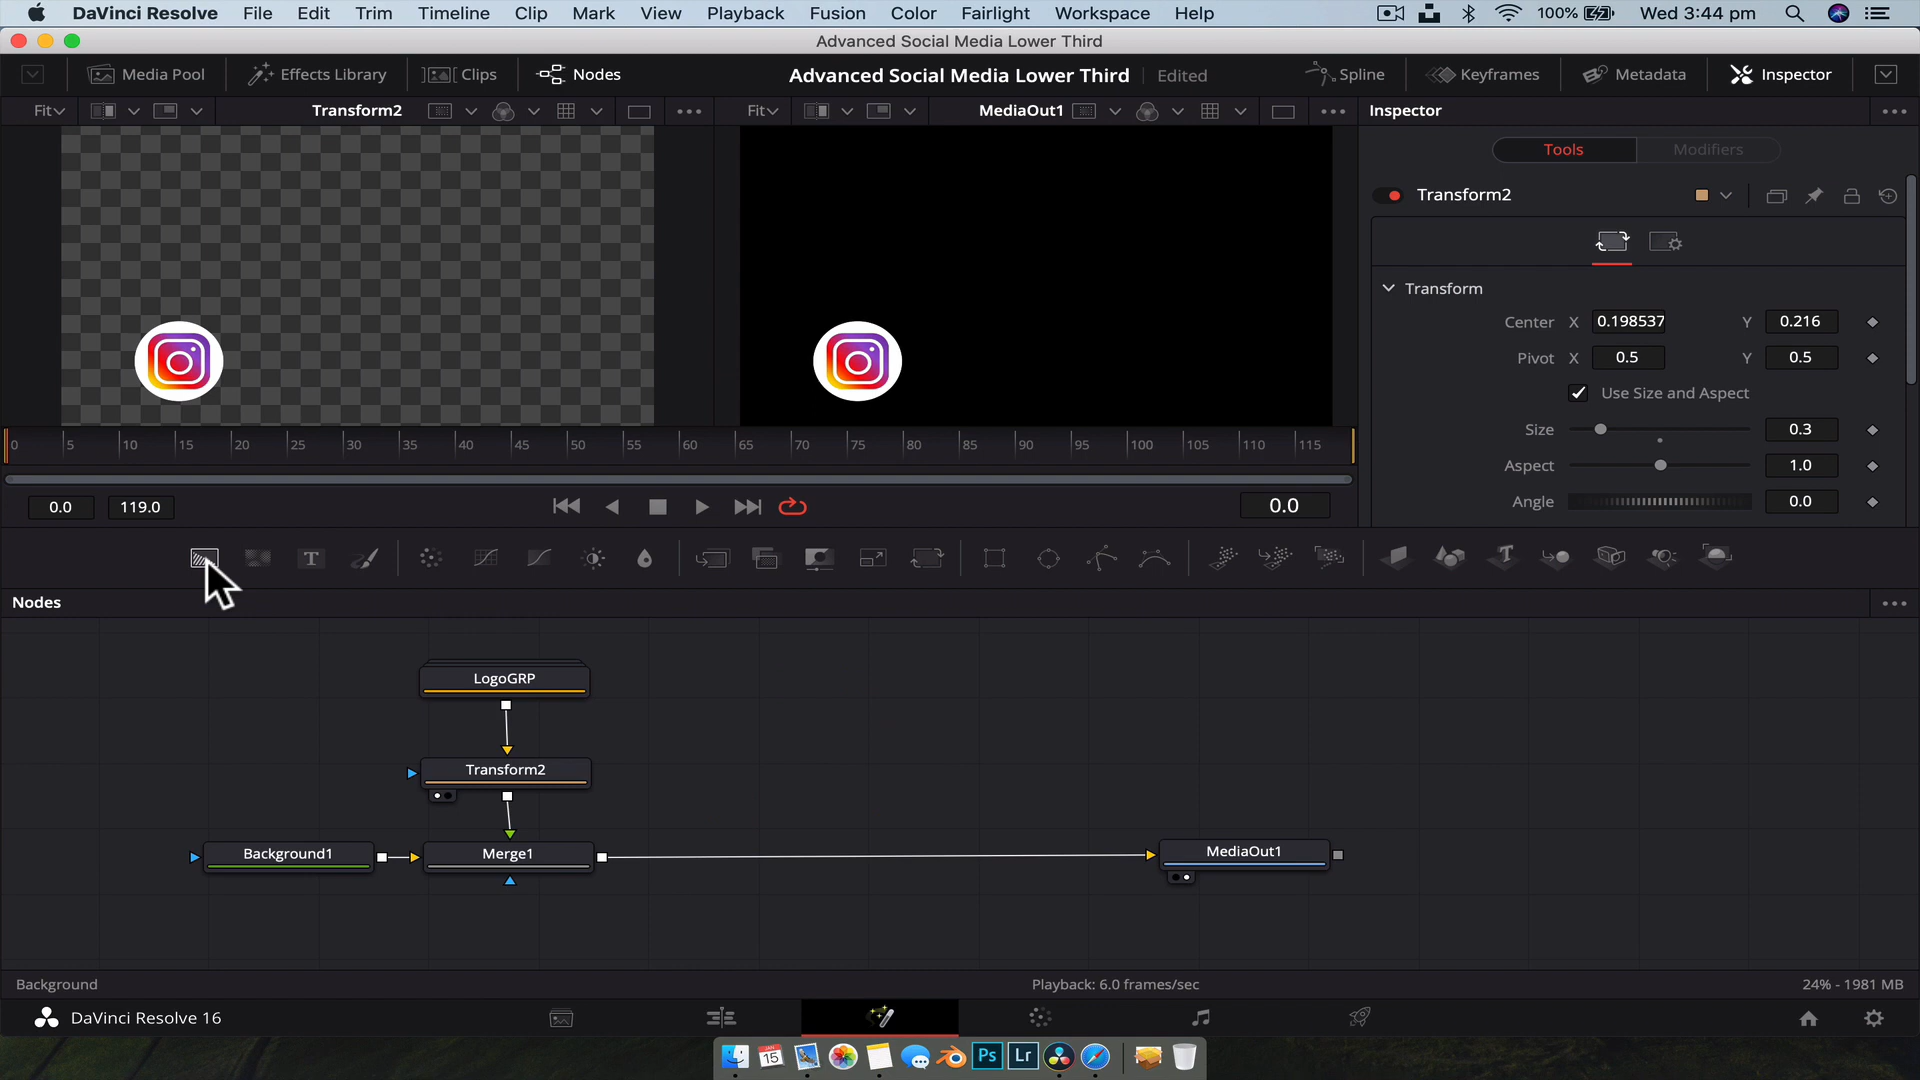 DaVinci Resolve File Edit Trim Timeline Clip Mark View Playback Fusion Color Fairlight Workspace Help 100% Wed 3:44 pm
Advanced Social Media Lower Third
Media Pool Effects Library Clips Nodes Advanced Social Media Lower Third Edited Spline Keyframes Metadata Inspector
Fit Transform2 Fit MediaOut1 Inspector
Tools Modifiers
Transform2
Transform
Center X 0.198537 Y 0.216
Pivot X 0.5 Y 0.5
Use Size and Aspect
Size 0.3
0 5 10 15 20 25 30 35 40 45 50 55 60 65 70 75 80 85 90 95 100 105 110 115
Aspect 1.0
Angle 0.0
0.0 119.0 0.0
T T
Nodes
LogoGRP
Transform2
Background1 Merge1 MediaOut1
Background Playback: 6.0 frames/sec 24% - 1981 MB
DaVinci Resolve 16
JAN 15 Ps Lr